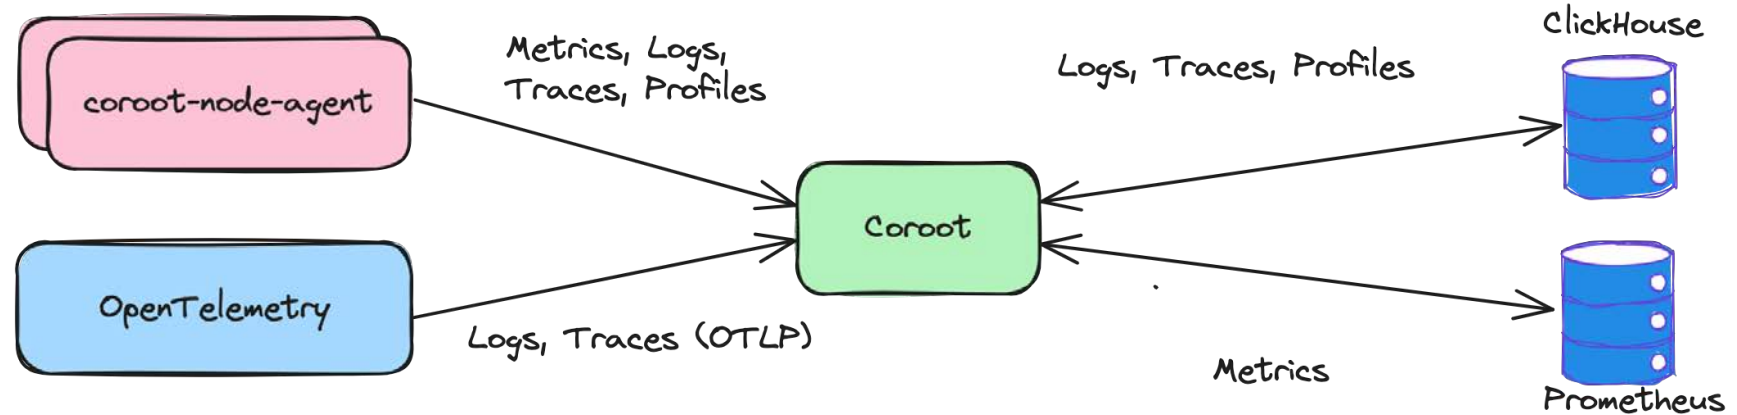 ClickHouse
Metrics, Logs,
Traces, Profiles
Logs, Traces, Profiles
coroot-node-agent
Coroot
OpenTelemetry
Logs, Traces (OTLP)
Metrics
Prometheus